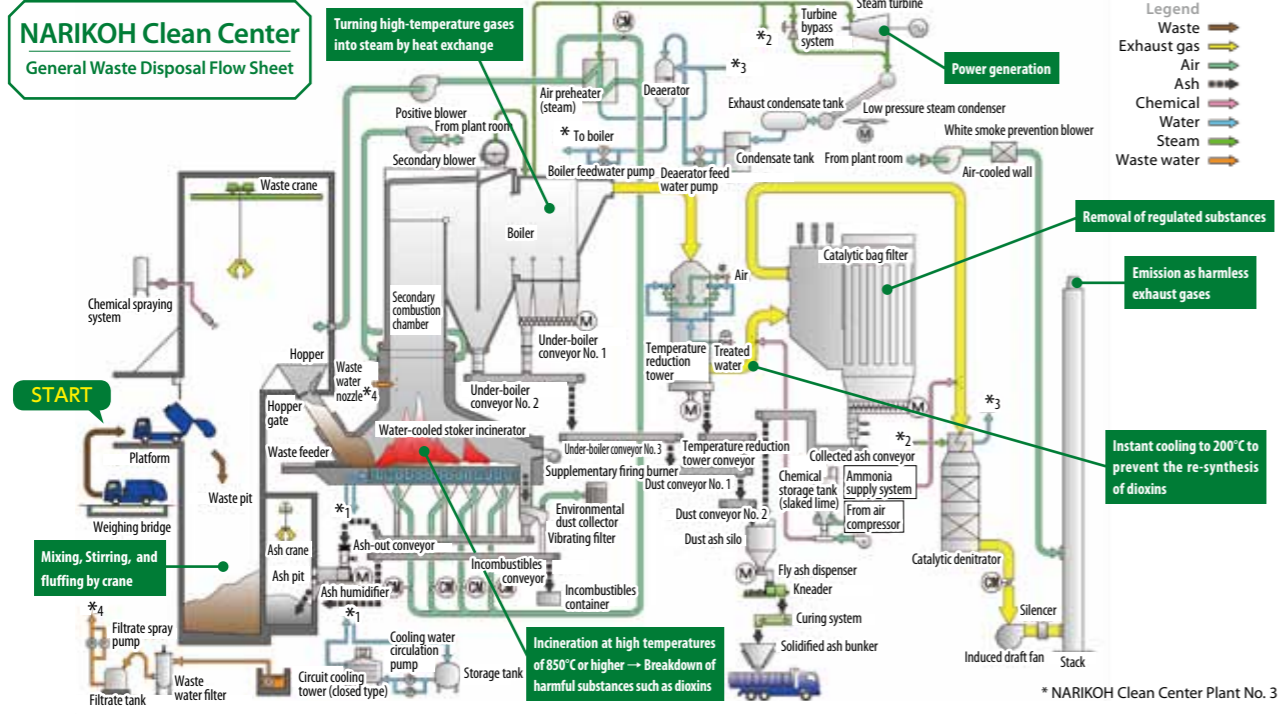 NARIKOH Clean Center
General Waste Disposal Flow Sheet
Turning high-temperature gases
into steam by heat exchange
CM
Air preheater
(steam)
Positive blower
From plant room
Secondary blower
Deaerator
*3
* To boiler
Boiler feedwater pump
Deaerator feed
water pump
Condensate tank
Exhaust condensate tank
*2
Turbine
bypass
system
Steam turbine
Power generation
Low pressure steam condenser
M
White smoke prevention blower
From plant room
Air-cooled wall
Legend
Waste
Exhaust gas
Air
Ash
Chemical
Water
Steam
Waste water
Waste crane
Chemical spraying
system
START
Platform
Weighing bridge
Waste pit
Hopper
Hopper
gate
Waste feeder
Mixing, Stirring, and
fluffing by crane
Boiler
Secondary
combustion
chamber
Waste
water
nozzle
*4
Water-cooled stoker incinerator
M
Under-boiler
conveyor No. 1
Under-boiler
conveyor No. 2
Under-boiler conveyor No. 3
Supplementary firing burner
Air
Temperature
reduction
tower
Treated
water
M
Temperature reduction
tower conveyor
Dust conveyor No. 1
Dust conveyor No. 2
Dust ash silo
Catalytic bag filter
M
Collected ash conveyor
Removal of regulated substances
Emission as harmless
exhaust gases
Instant cooling to 200°C to
prevent the re-synthesis
of dioxins
*2
*3
Chemical
storage tank
(slaked lime)
Ammonia
supply system
From air
compressor
Catalytic denitrator
CM
Silencer
Induced draft fan
Stack
M
Fly ash dispenser
Kneader
Curing system
Solidified ash bunker
Environmental
dust collector
Vibrating filter
Ash-out conveyor
Incombustibles
conveyor
Incombustibles
container
CM
CM
CM
CM
*1
Ash crane
Ash pit
M
Ash humidifier
*1
Cooling water
circulation
pump
Circuit cooling
tower (closed type)
Storage tank
*4
Filtrate spray
pump
Filtrate tank
Waste
water filter
Incineration at high temperatures
of 850°C or higher → Breakdown of
harmful substances such as dioxins
* NARIKOH Clean Center Plant No. 3